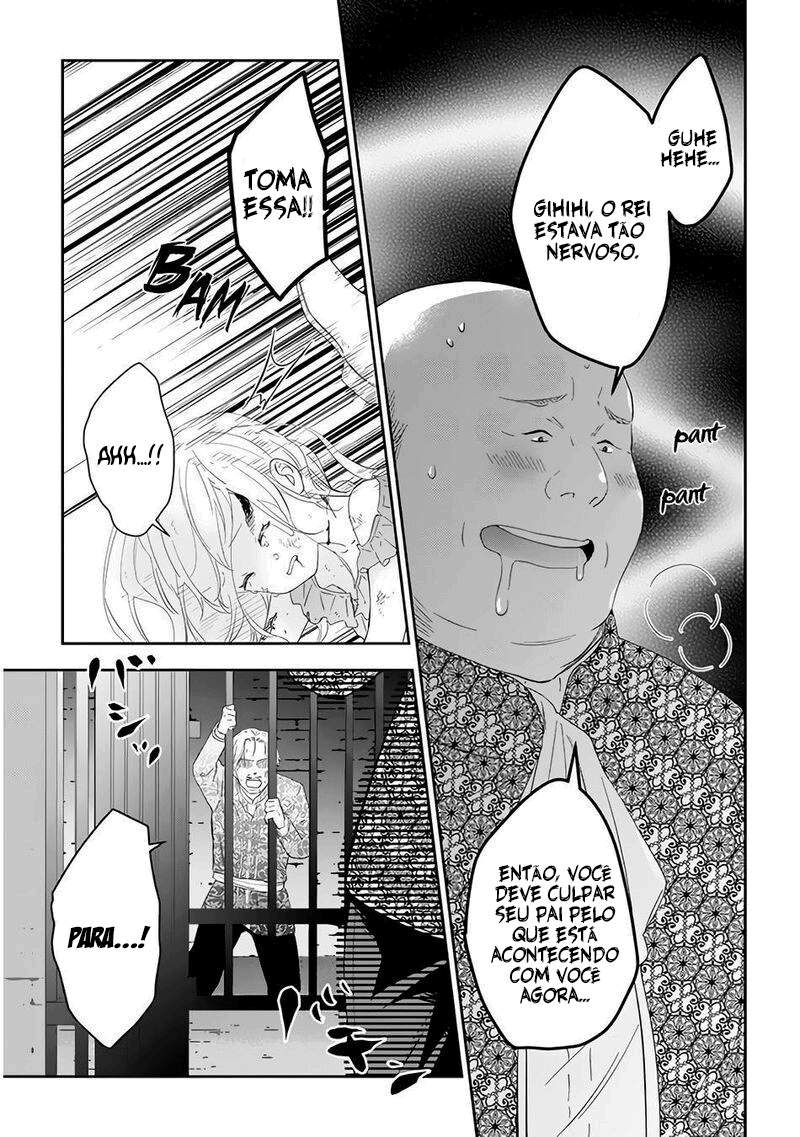 GUHE
HEHE...
GIHIHI, O REI
ESTAVA TÃO
NERVOSO.
pant
pant
ENTÃO, VOCÊ
DEVE CULPAR
SEU PAI PELO
QUE ESTÁ
ACONTECENDO
COM VOCÊ
AGORA...
TOMA
ESSA!!
BAM
AHH...!!
PARA...!